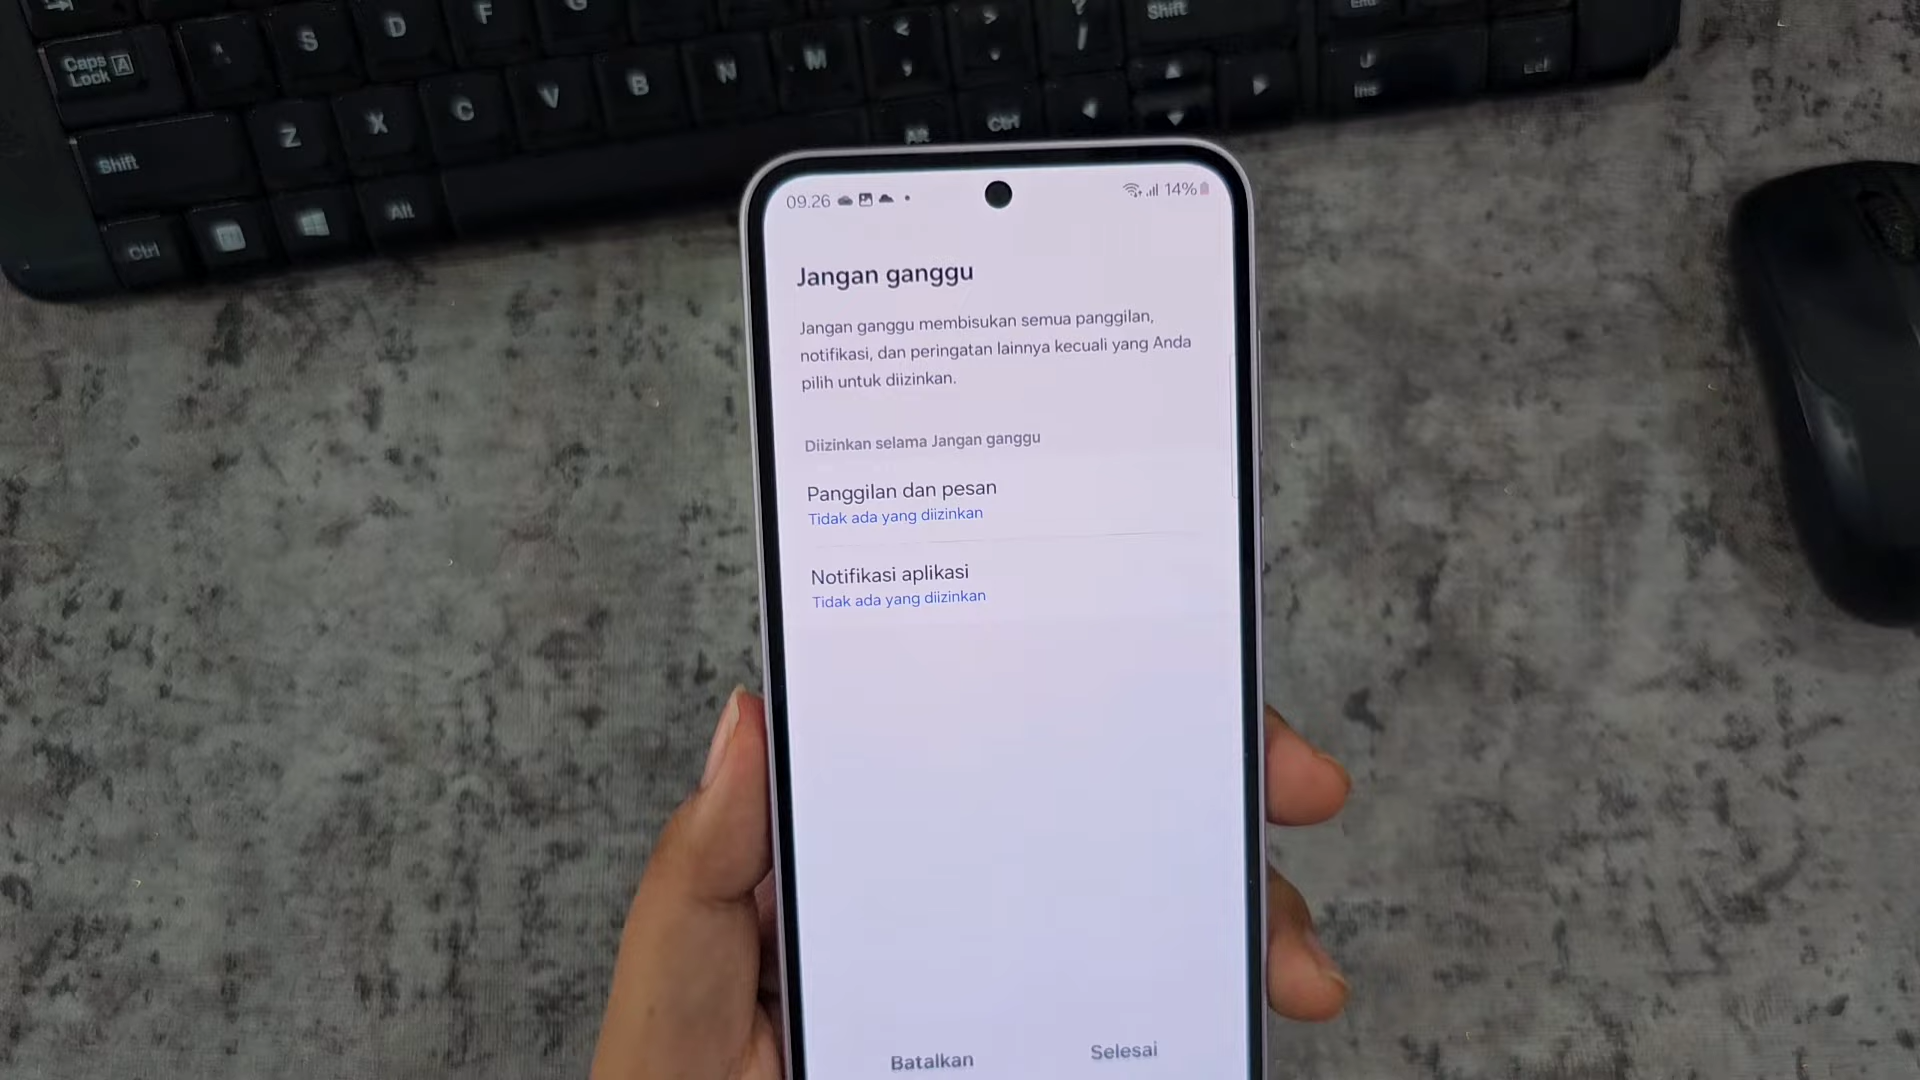 S D F G
Caps Lock A
Z X C V B N M < , > . ? / Shift
Shift
Alt Ctrl Ins
Ctrl Alt
09.26 14%
Jangan ganggu
Jangan ganggu membisukan semua panggilan,
notifikasi, dan peringatan lainnya kecuali yang Anda
pilih untuk diizinkan.
Diizinkan selama Jangan ganggu
Panggilan dan pesan
Tidak ada yang diizinkan
Notifikasi aplikasi
Tidak ada yang diizinkan
Batalkan Selesai